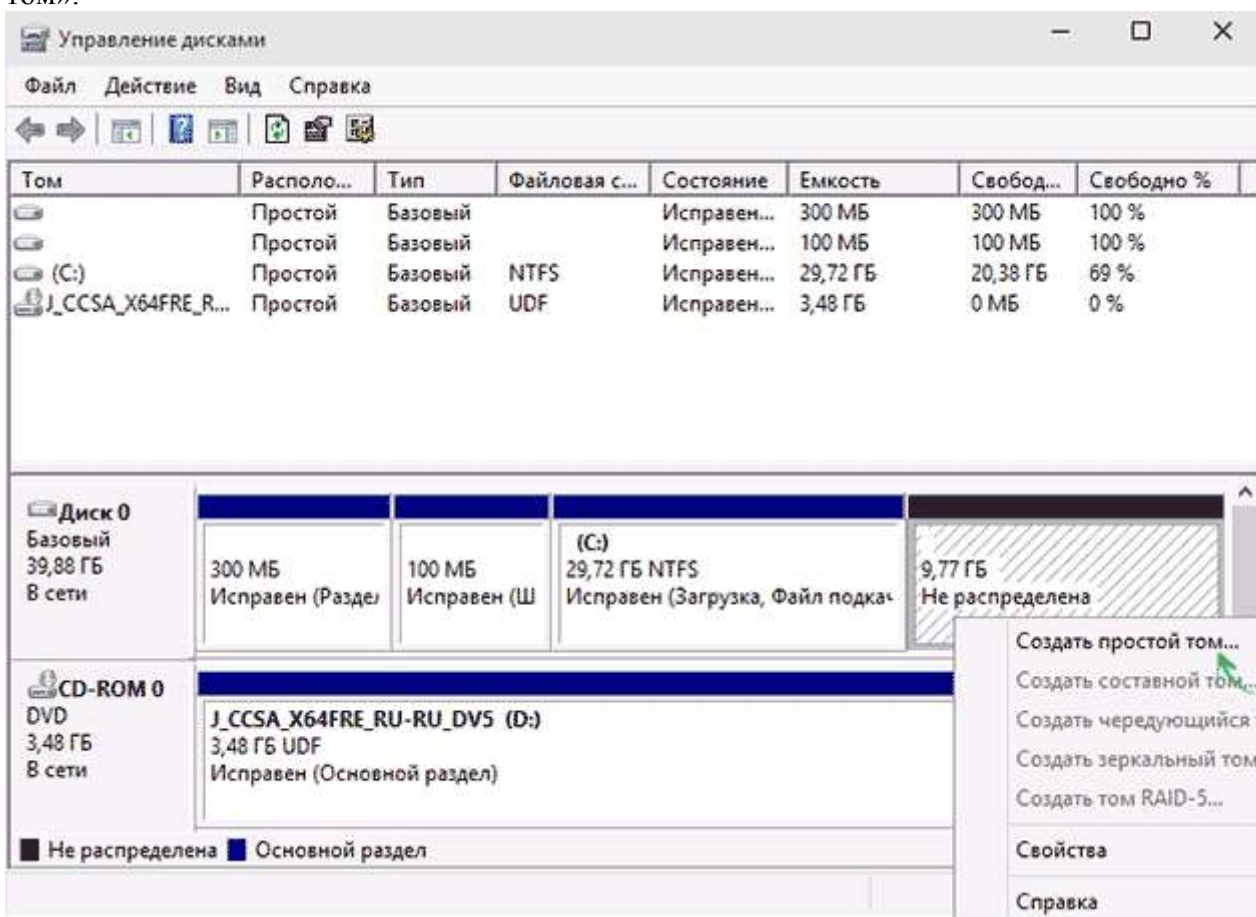 том».
Управление дисками
Файл Действие Вид Справка
Том Располо... Тип Файловая с... Состояние Емкость Свобод... Свободно %
Простой Базовый Исправен... 300 МБ 300 МБ 100 %
Простой Базовый Исправен... 100 МБ 100 МБ 100 %
(C:) Простой Базовый NTFS Исправен... 29,72 ГБ 20,38 ГБ 69 %
J_CCSA_X64FRE_R... Простой Базовый UDF Исправен... 3,48 ГБ 0 МБ 0 %
Диск 0
Базовый
39,88 ГБ
В сети
300 МБ
Исправен (Раздел
100 МБ
Исправен (Ш
(C:)
29,72 ГБ NTFS
Исправен (Загрузка, Файл подкач
9,77 ГБ
Не распределена
Создать простой том...
Создать составной том...
Создать чередующийся
Создать зеркальный том
Создать том RAID-5...
Свойства
Справка
CD-ROM 0
DVD
3,48 ГБ
В сети
J_CCSA_X64FRE_RU-RU_DV5 (D:)
3,48 ГБ UDF
Исправен (Основной раздел)
Не распределена Основной раздел